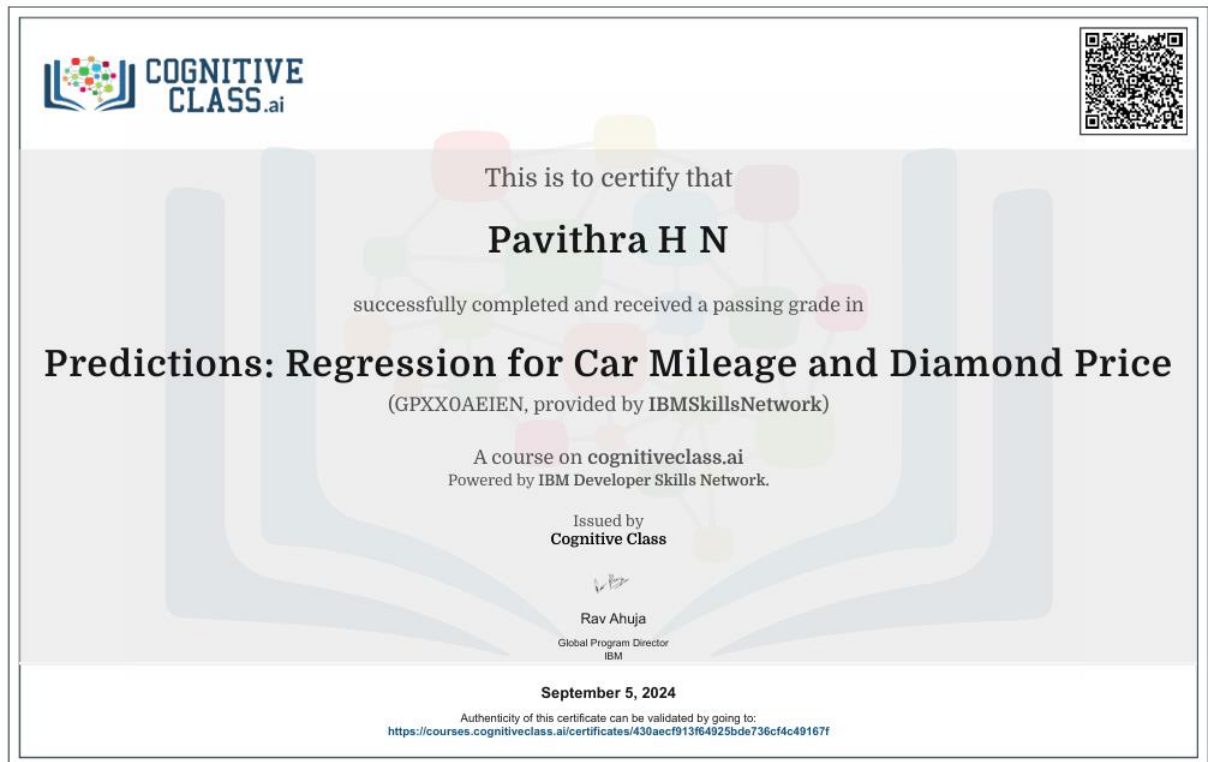 COGNITIVE
CLASS.ai
This is to certify that
Pavithra H N
successfully completed and received a passing grade in
Predictions: Regression for Car Mileage and Diamond Price
(GPXX0AEIEN, provided by IBMSkillsNetwork)
A course on cognitiveclass.ai
Powered by IBM Developer Skills Network.
Issued by
Cognitive Class
Rav Ahuja
Global Program Director
IBM
September 5, 2024
Authenticity of this certificate can be validated by going to:
https://courses.cognitiveclass.ai/certificates/430aecf913f64925bde736cf4c49167f